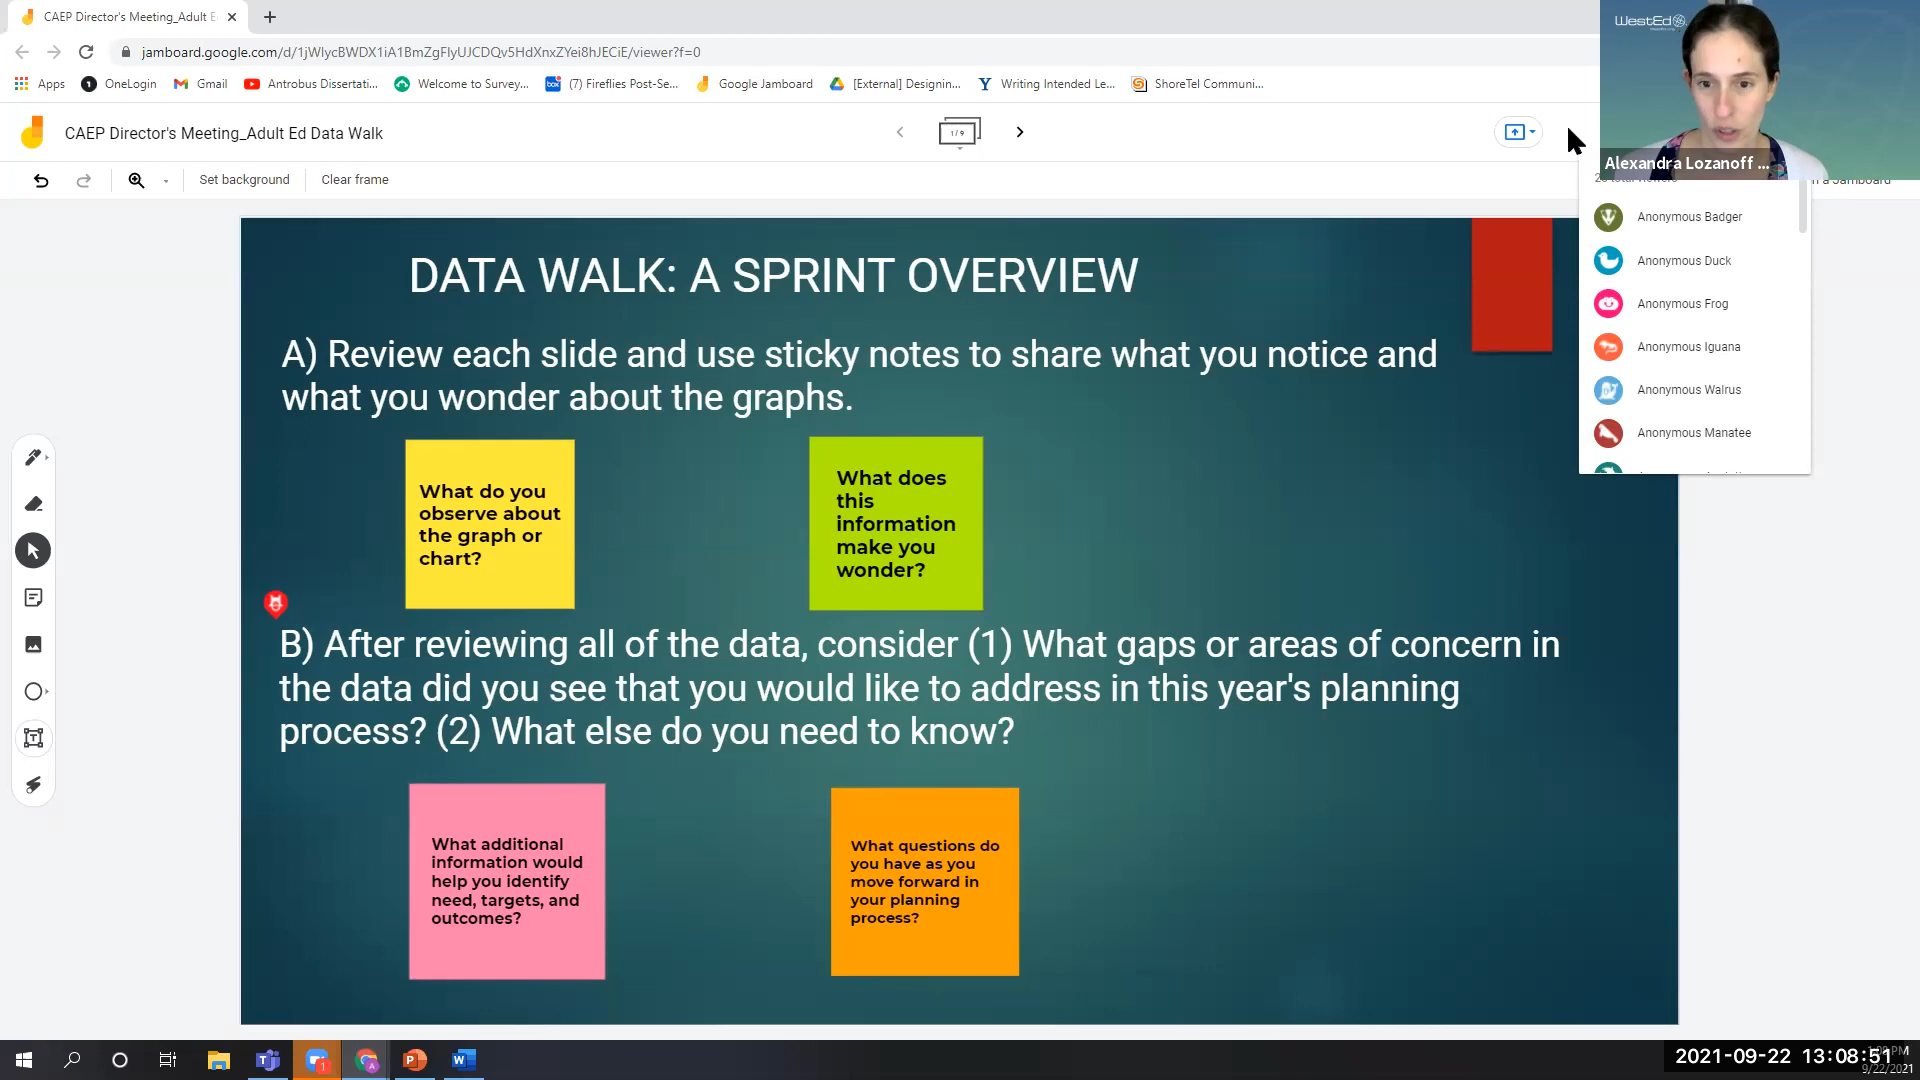 CAEP Director's Meeting_Adult E
jamboard.google.com/d/1jWlycBWDX1iA1BmZgFlyUJCDQv5HdXnxZYei8hJECiE/viewer?f=0
Apps OneLogin Gmail Antrobus Dissertati... Welcome to Survey... (7) Fireflies Post-Se... Google Jamboard [External] Designin... Writing Intended Le... ShoreTel Communi...
WestEd
CAEP Director's Meeting_Adult Ed Data Walk
1 / 9
Alexandra Lozanoff ...
Set background Clear frame
total viewers
a Jamboard
Anonymous Badger
Anonymous Duck
Anonymous Frog
Anonymous Iguana
Anonymous Walrus
Anonymous Manatee
DATA WALK: A SPRINT OVERVIEW
A) Review each slide and use sticky notes to share what you notice and
what you wonder about the graphs.
What do you
observe about
the graph or
chart?
What does
this
information
make you
wonder?
B) After reviewing all of the data, consider (1) What gaps or areas of concern in
the data did you see that you would like to address in this year's planning
process? (2) What else do you need to know?
What additional
information would
help you identify
need, targets, and
outcomes?
What questions do
you have as you
move forward in
your planning
process?
2021-09-22 13:08:51
9/22/2021